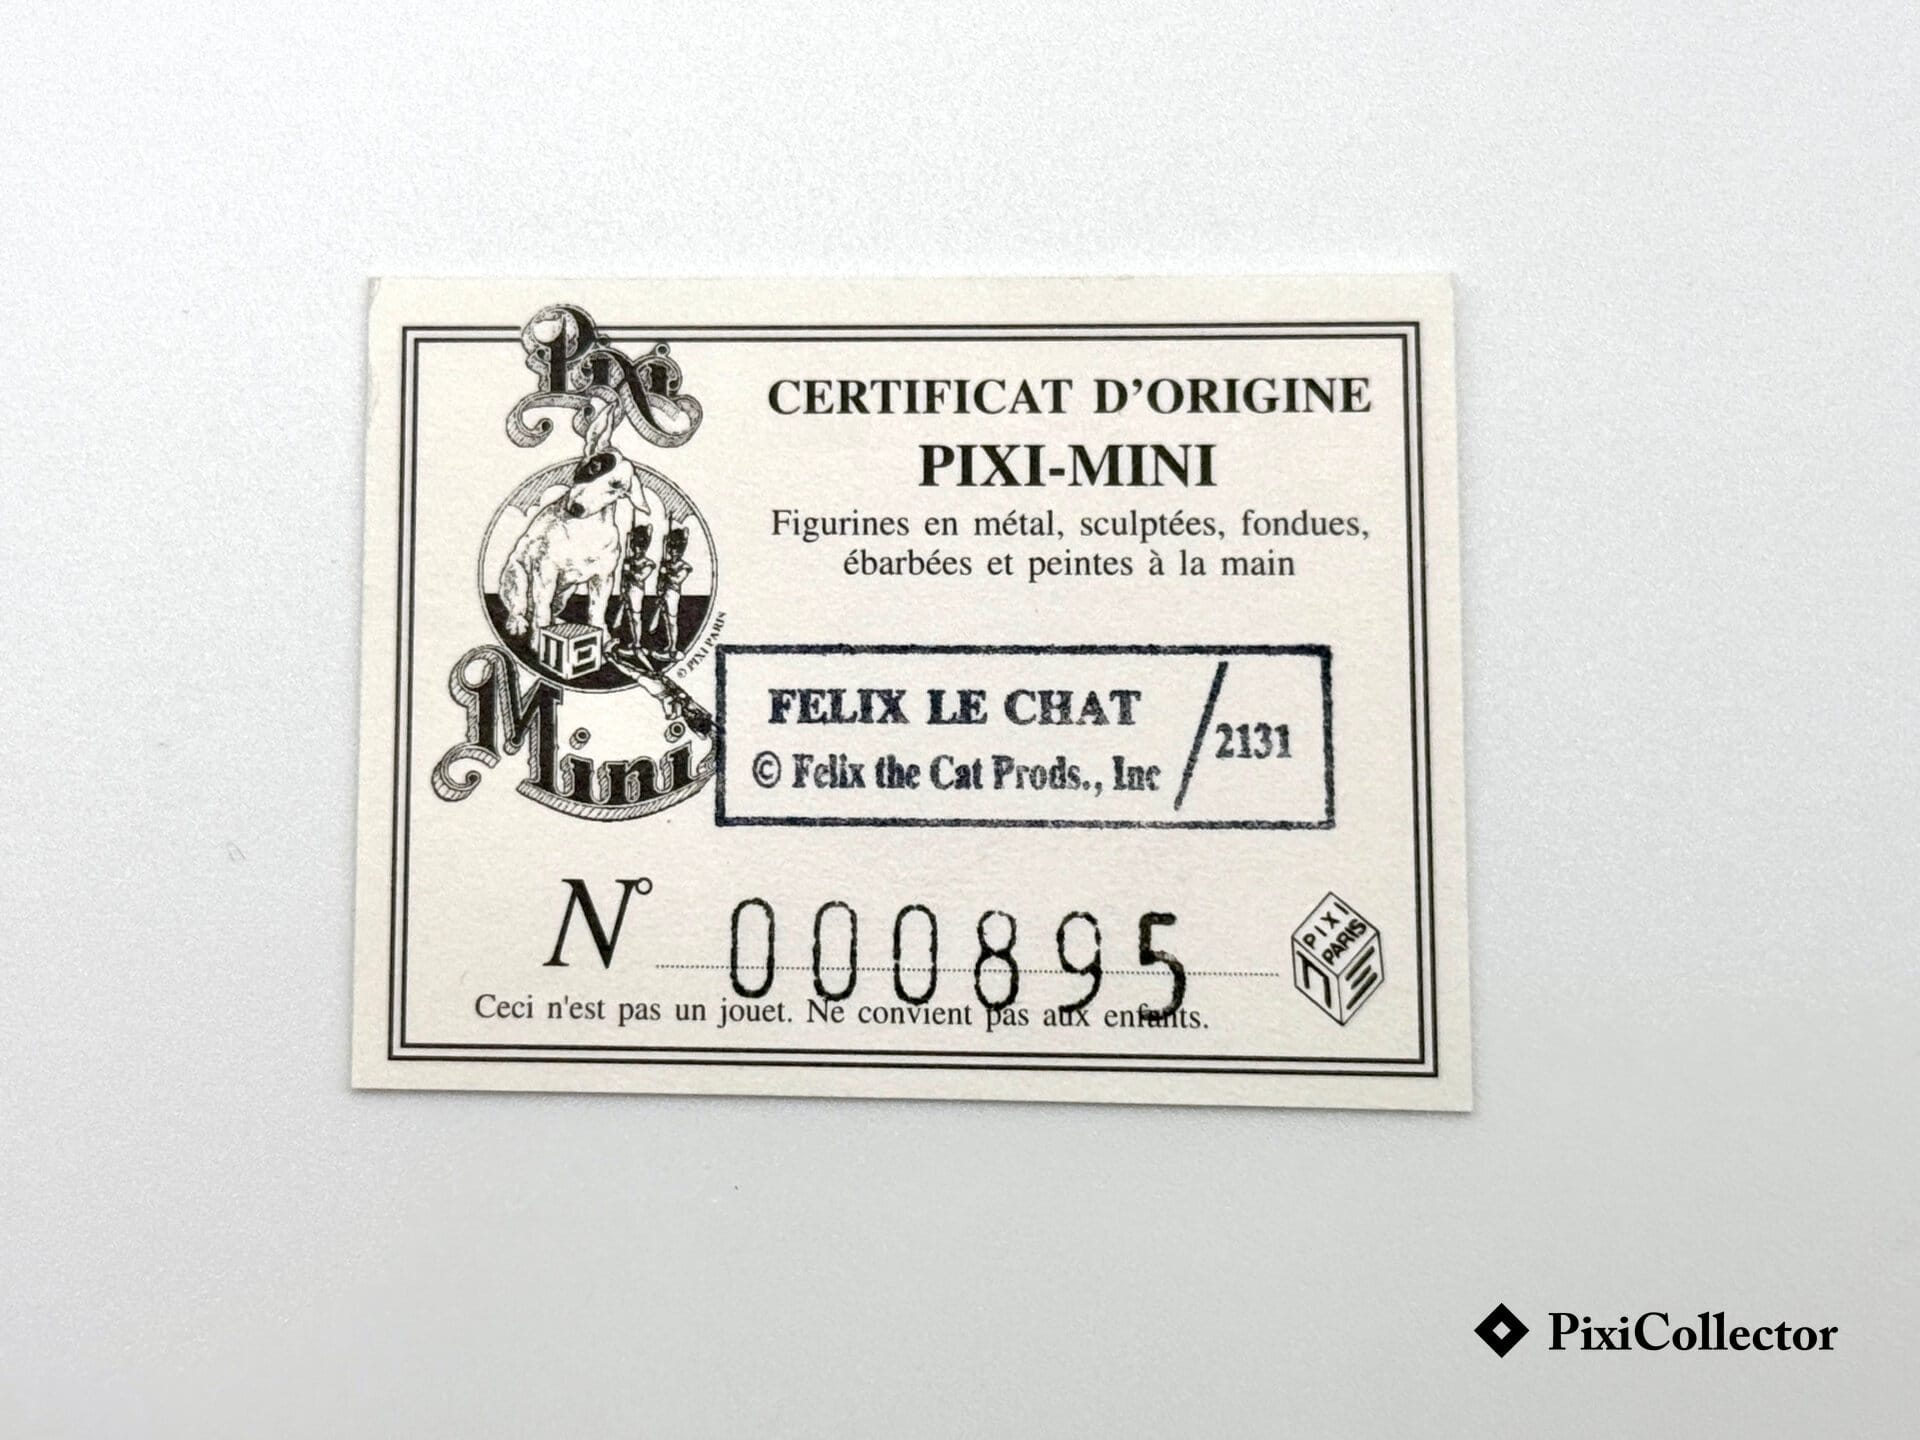 Pixi
Mini
© PIXI PARIS
CERTIFICAT D’ORIGINE
PIXI-MINI
Figurines en métal, sculptées, fondues,
ébarbées et peintes à la main
FELIX LE CHAT
© Felix the Cat Prods., Inc
/2131
N° 000895
Ceci n'est pas un jouet. Ne convient pas aux enfants.
PIXI
PARIS
PixiCollector